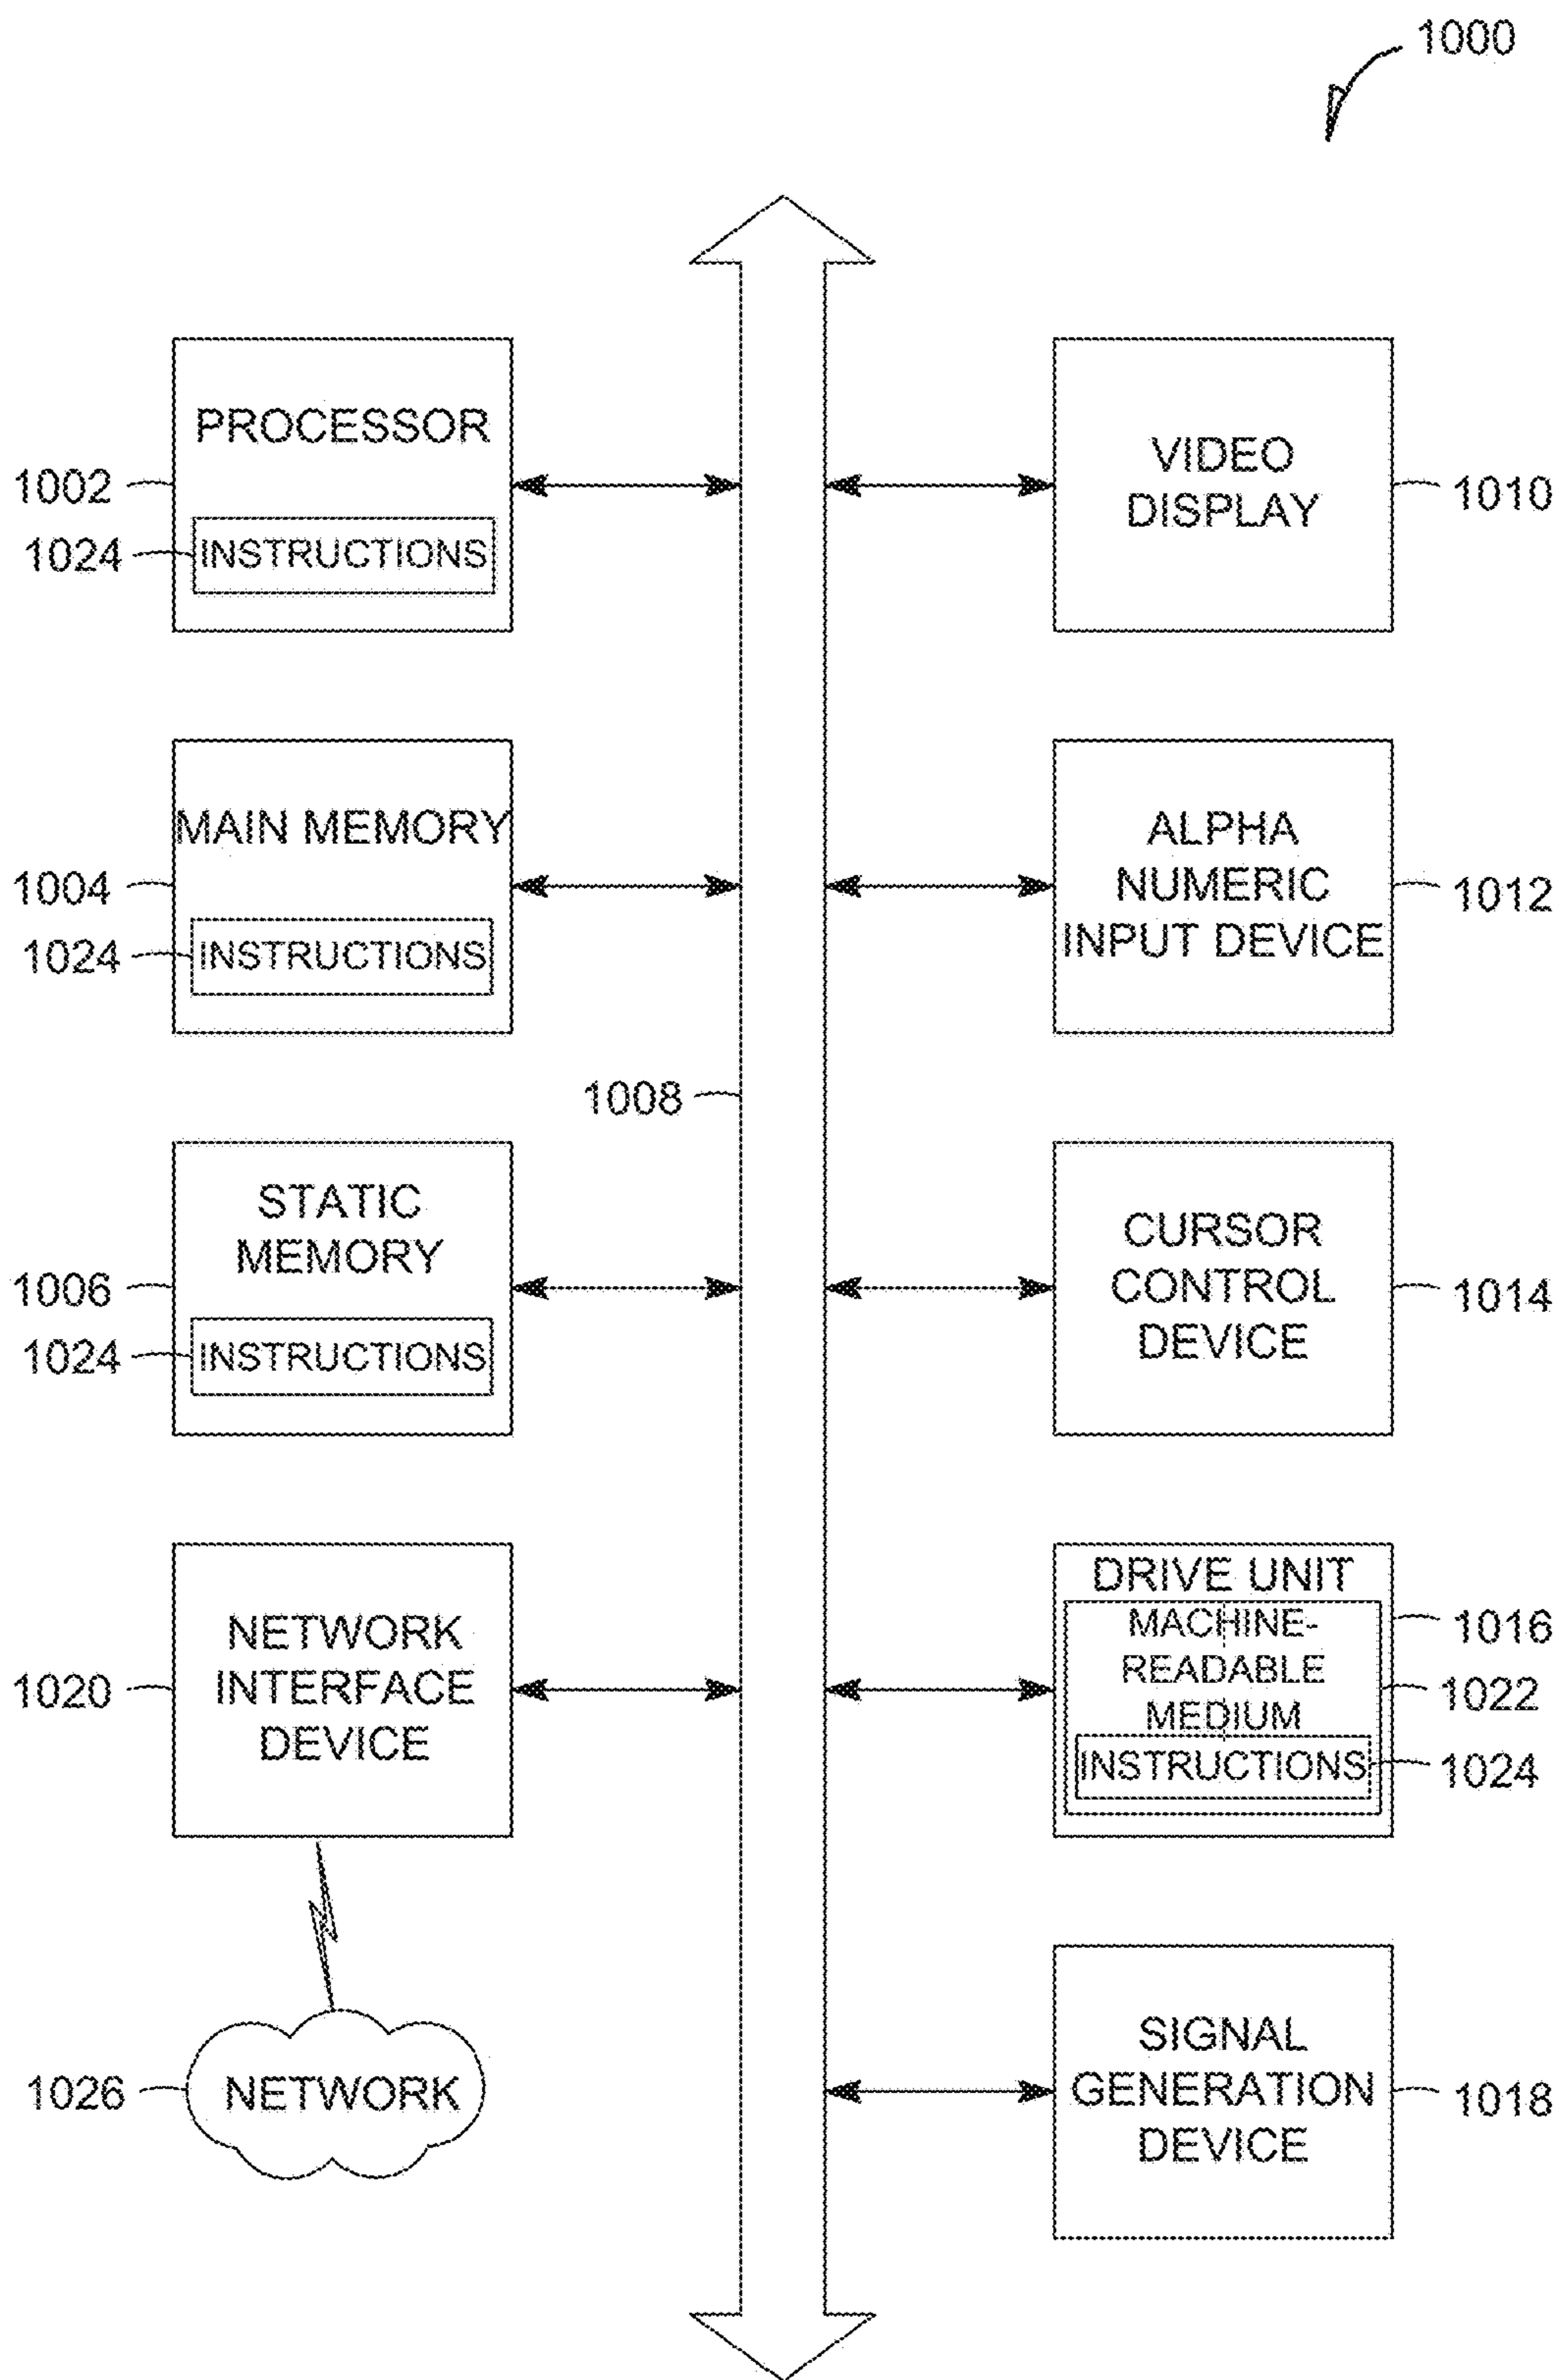 1000
PROCESSOR
1002
1024
INSTRUCTIONS
MAIN MEMORY
1004
1024
INSTRUCTIONS
1008
STATIC
MEMORY
1006
1024
INSTRUCTIONS
NETWORK
INTERFACE
DEVICE
1020
1026
NETWORK
VIDEO
DISPLAY
1010
ALPHA
NUMERIC
INPUT DEVICE
1012
CURSOR
CONTROL
DEVICE
1014
DRIVE UNIT
1016
MACHINE-
READABLE
MEDIUM
1022
INSTRUCTIONS
1024
SIGNAL
GENERATION
DEVICE
1018